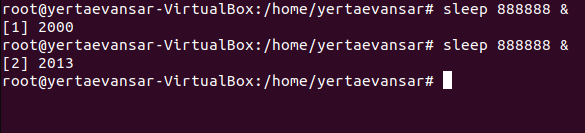 root@yertaevansar-VirtualBox:/home/yertaevansar# sleep 888888 &
[1] 2000
root@yertaevansar-VirtualBox:/home/yertaevansar# sleep 888888 &
[2] 2013
root@yertaevansar-VirtualBox:/home/yertaevansar#